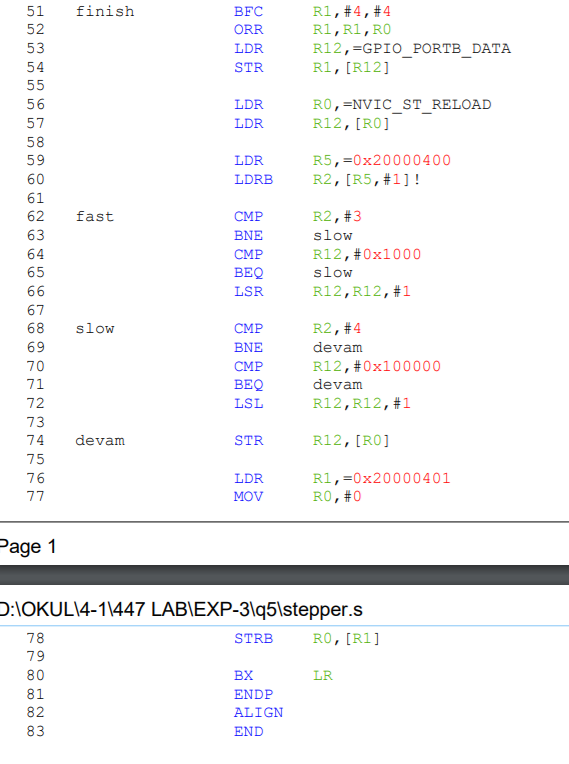 51 finish BFC R1,#4,#4
52 ORR R1,R1,R0
53 LDR R12,=GPIO_PORTB_DATA
54 STR R1,[R12]
55
56 LDR R0,=NVIC_ST_RELOAD
57 LDR R12,[R0]
58
59 LDR R5,=0x20000400
60 LDRB R2,[R5,#1]!
61
62 fast CMP R2,#3
63 BNE slow
64 CMP R12,#0x1000
65 BEQ slow
66 LSR R12,R12,#1
67
68 slow CMP R2,#4
69 BNE devam
70 CMP R12,#0x100000
71 BEQ devam
72 LSL R12,R12,#1
73
74 devam STR R12,[R0]
75
76 LDR R1,=0x20000401
77 MOV R0,#0
Page 1
D:\OKUL\4-1\447 LAB\EXP-3\q5\stepper.s
78 STRB R0,[R1]
79
80 BX LR
81 ENDP
82 ALIGN
83 END